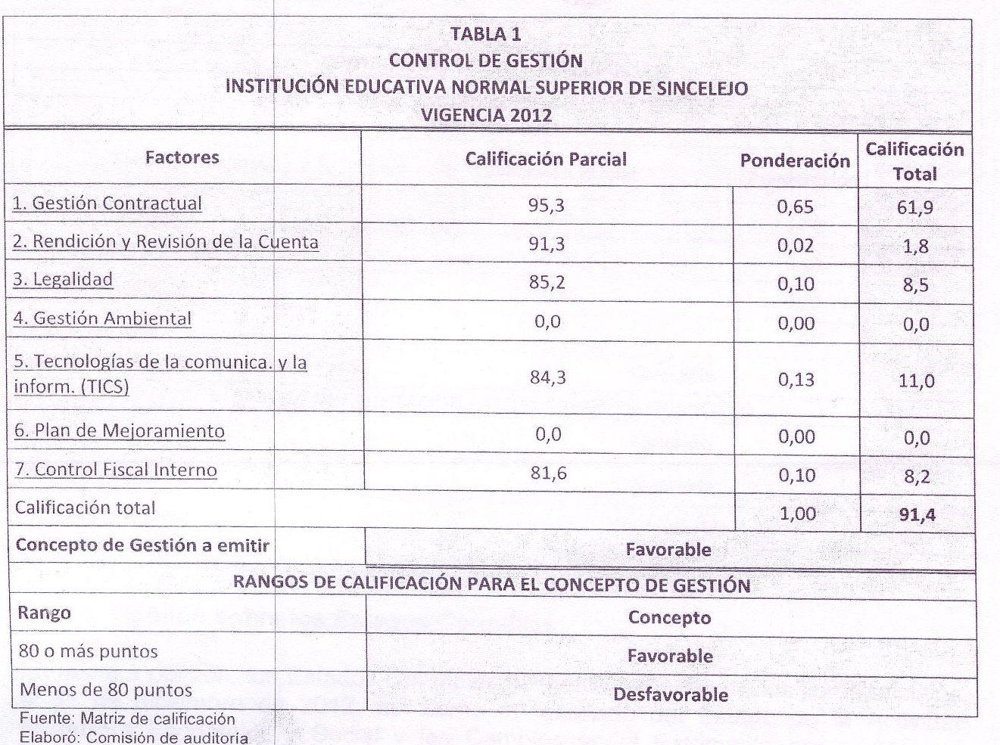 TABLA 1
CONTROL DE GESTIÓN
INSTITUCIÓN EDUCATIVA NORMAL SUPERIOR DE SINCELEJO
VIGENCIA 2012
Factores Calificación Parcial Ponderación Calificación Total
1. Gestión Contractual 95,3 0,65 61,9
2. Rendición y Revisión de la Cuenta 91,3 0,02 1,8
3. Legalidad 85,2 0,10 8,5
4. Gestión Ambiental 0,0 0,00 0,0
5. Tecnologías de la comunica. y la
inform. (TICS) 84,3 0,13 11,0
6. Plan de Mejoramiento 0,0 0,00 0,0
7. Control Fiscal Interno 81,6 0,10 8,2
Calificación total 1,00 91,4
Concepto de Gestión a emitir Favorable
RANGOS DE CALIFICACIÓN PARA EL CONCEPTO DE GESTIÓN
Rango Concepto
80 o más puntos Favorable
Menos de 80 puntos Desfavorable
Fuente: Matriz de calificación
Elaboró: Comisión de auditoría